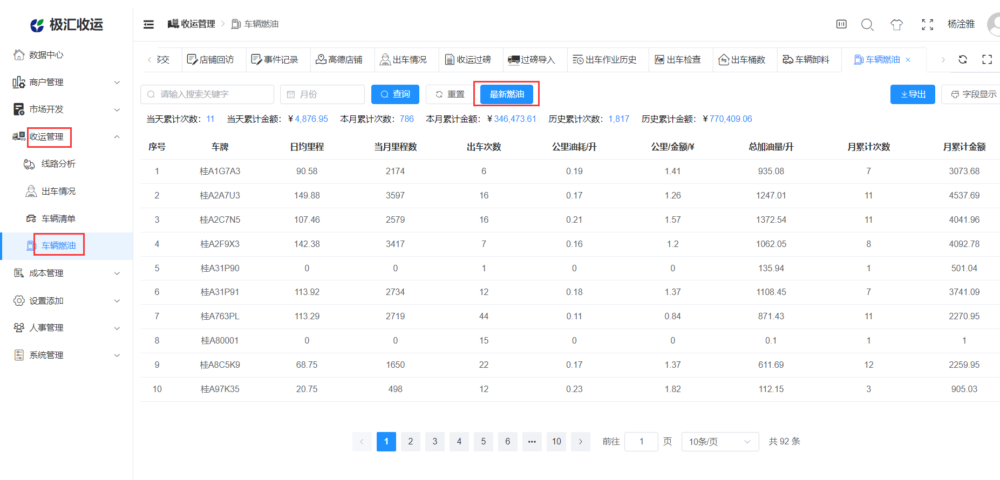 极汇收运
数据中心
商户管理
市场开发
收运管理
线路分析
出车情况
车辆清单
车辆燃油
成本管理
设置添加
人事管理
系统管理
收运管理 > 车辆燃油
杨淦雅
店铺回访 事件记录 高德店铺 出车情况 收运过磅 过磅导入 出车作业历史 出车检查 出车桶数 车辆卸料 车辆燃油 ×
请输入搜索关键字 月份 查询 重置 最新燃油 导出 字段显示
当天累计次数： 11 当天累计金额： ¥ 4,876.95 本月累计次数： 786 本月累计金额： ¥ 346,473.61 历史累计次数： 1,817 历史累计金额： ¥ 770,409.06
序号 车牌 日均里程 当月里程数 出车次数 公里油耗/升 公里/金额/¥ 总加油量/升 月累计次数 月累计金额
1 桂A1G7A3 90.58 2174 6 0.19 1.41 935.08 7 3073.68
2 桂A2A7U3 149.88 3597 16 0.17 1.26 1247.01 11 4537.69
3 桂A2C7N5 107.46 2579 16 0.21 1.57 1372.54 11 4041.96
4 桂A2F9X3 142.38 3417 7 0.16 1.2 1062.05 8 4092.78
5 桂A31P90 0 0 1 0 0 135.94 1 501.04
6 桂A31P91 113.92 2734 12 0.18 1.37 1108.45 7 3741.09
7 桂A763PL 113.29 2719 44 0.11 0.84 871.43 11 2270.95
8 桂A80001 0 0 15 0 0 0.1 1 1
9 桂A8C5K9 68.75 1650 22 0.17 1.37 611.69 12 2259.95
10 桂A97K35 20.75 498 12 0.23 1.82 112.15 3 905.03
< 1 2 3 4 5 6 ••• 10 > 前往 1 页 10条/页 共 92 条